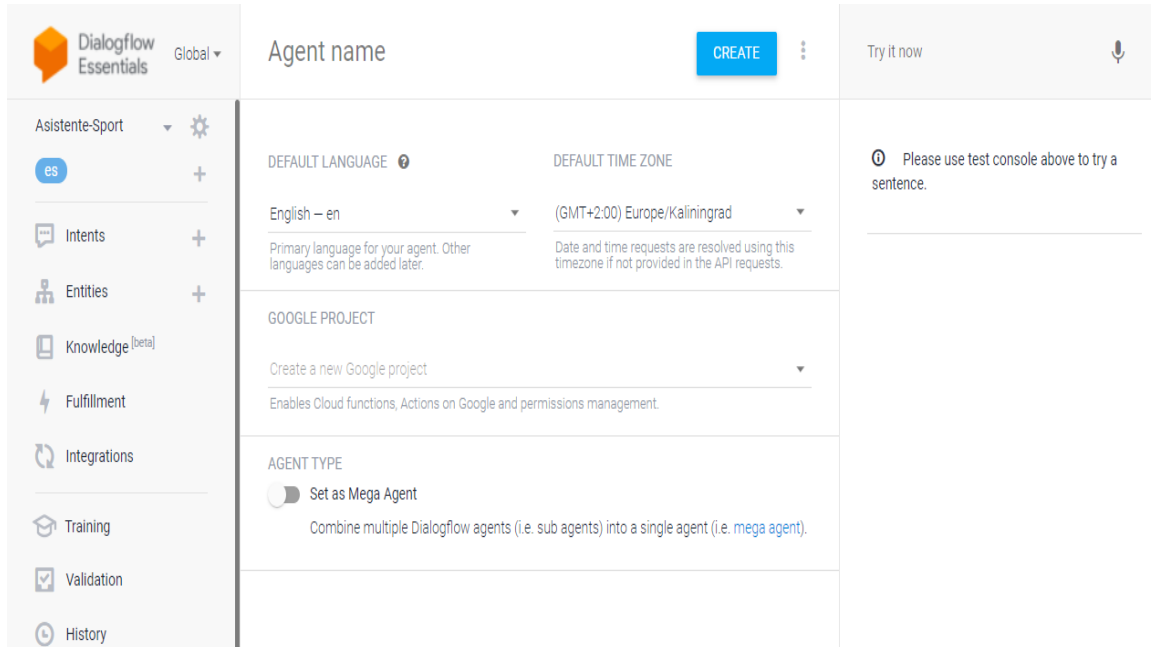 Dialogflow
Essentials
Global
Agent name
CREATE
Try it now
Asistente-Sport
es
Intents
Entities
Knowledge [beta]
Fulfillment
Integrations
Training
Validation
History
DEFAULT LANGUAGE
DEFAULT TIME ZONE
English — en
(GMT+2:00) Europe/Kaliningrad
Primary language for your agent. Other
languages can be added later.
Date and time requests are resolved using this
timezone if not provided in the API requests.
GOOGLE PROJECT
Create a new Google project
Enables Cloud functions, Actions on Google and permissions management.
AGENT TYPE
Set as Mega Agent
Combine multiple Dialogflow agents (i.e. sub agents) into a single agent (i.e. mega agent).
Please use test console above to try a
sentence.